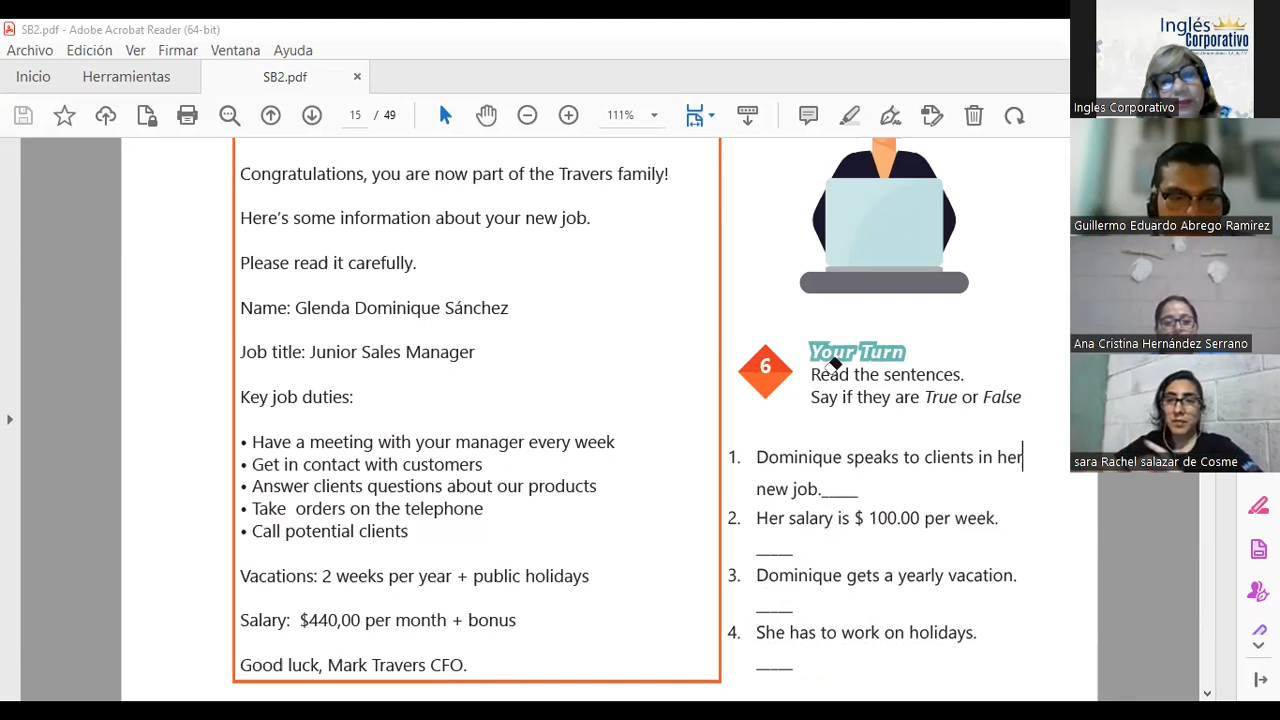 SB2.pdf - Adobe Acrobat Reader (64-bit)
Archivo Edición Ver Firmar Ventana Ayuda
Inicio Herramientas SB2.pdf ×
15 / 49 111%
Congratulations, you are now part of the Travers family!
Here's some information about your new job.
Please read it carefully.
Name: Glenda Dominique Sánchez
Job title: Junior Sales Manager
Key job duties:
• Have a meeting with your manager every week
• Get in contact with customers
• Answer clients questions about our products
• Take orders on the telephone
• Call potential clients
Vacations: 2 weeks per year + public holidays
Salary: $440,00 per month + bonus
Good luck, Mark Travers CFO.
6
Your Turn
Read the sentences.
Say if they are True or False
1. Dominique speaks to clients in her
new job._____
2. Her salary is $ 100.00 per week.
_____
3. Dominique gets a yearly vacation.
_____
4. She has to work on holidays.
_____
Inglés
Corporativo
Ingles Corporativo
Guillermo Eduardo Abrego Ramirez
Ana Cristina Hernández Serrano
sara Rachel salazar de Cosme